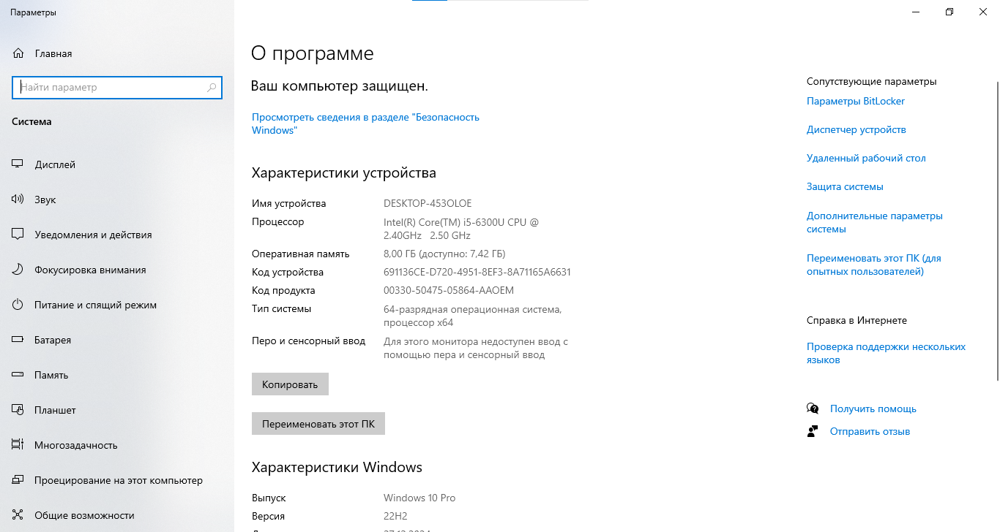 Параметры
Главная
Найти параметр
Система
Дисплей
Звук
Уведомления и действия
Фокусировка внимания
Питание и спящий режим
Батарея
Память
Планшет
Многозадачность
Проецирование на этот компьютер
Общие возможности
О программе
Ваш компьютер защищен.
Просмотреть сведения в разделе "Безопасность
Windows"
Характеристики устройства
Имя устройства DESKTOP-453OLOE
Процессор Intel(R) Core(TM) i5-6300U CPU @
2.40GHz 2.50 GHz
Оперативная память 8,00 ГБ (доступно: 7,42 ГБ)
Код устройства 691136CE-D720-4951-8EF3-8A71165A6631
Код продукта 00330-50475-05864-AAOEM
Тип системы 64-разрядная операционная система,
процессор x64
Перо и сенсорный ввод Для этого монитора недоступен ввод с
помощью пера и сенсорный ввод
Копировать
Переименовать этот ПК
Характеристики Windows
Выпуск Windows 10 Pro
Версия 22H2
Сопутствующие параметры
Параметры BitLocker
Диспетчер устройств
Удаленный рабочий стол
Защита системы
Дополнительные параметры
системы
Переименовать этот ПК (для
опытных пользователей)
Справка в Интернете
Проверка поддержки нескольких
языков
Получить помощь
Отправить отзыв